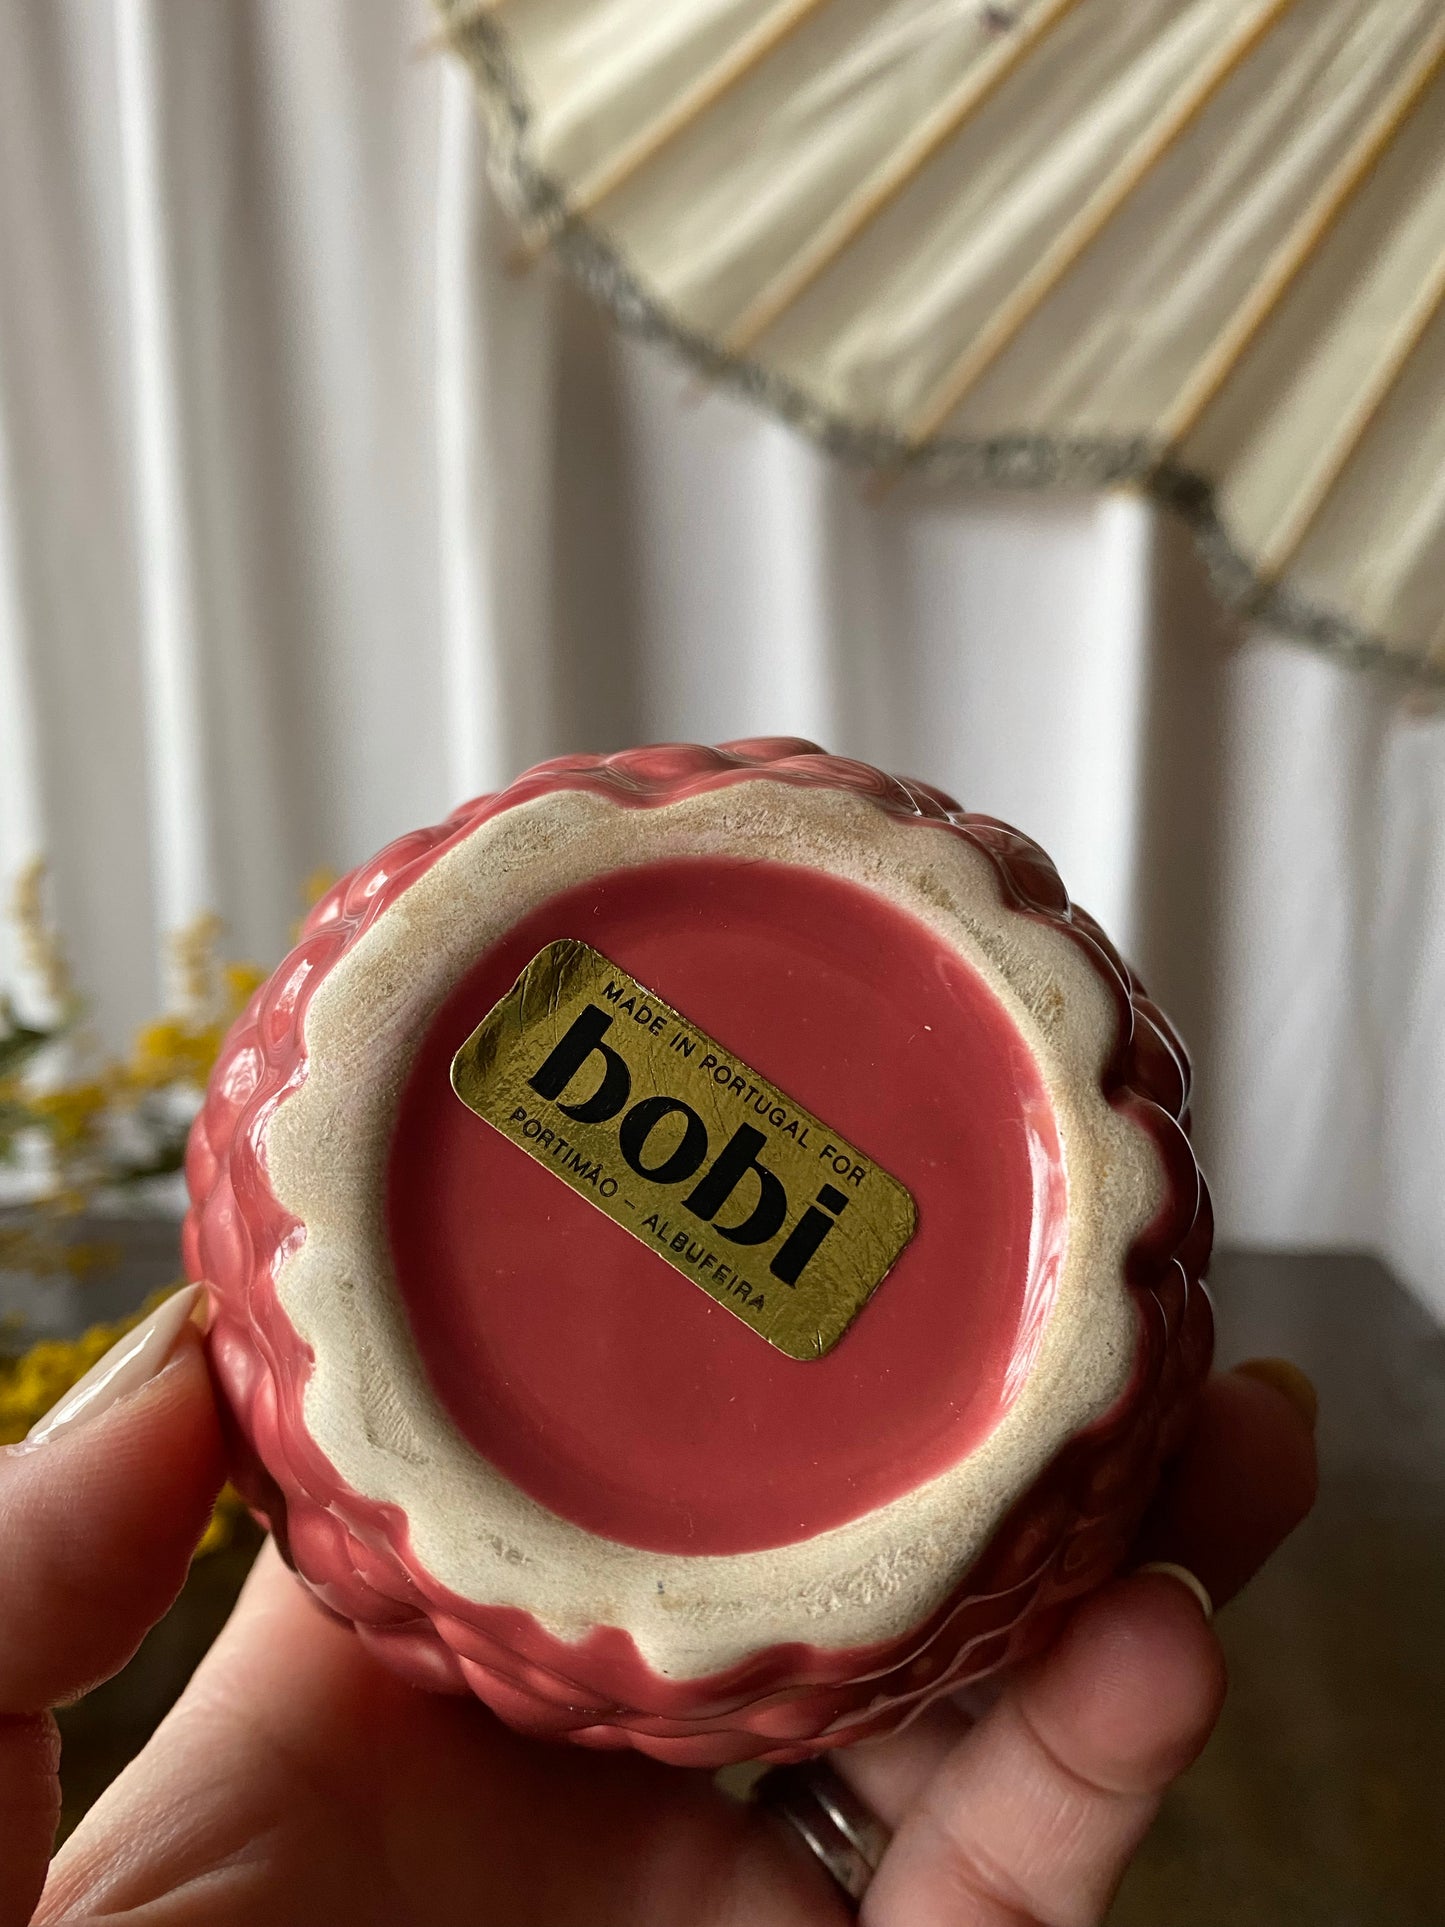 MADE IN PORTUGAL FOR
bobi
PORTIMÃO – ALBUFEIRA